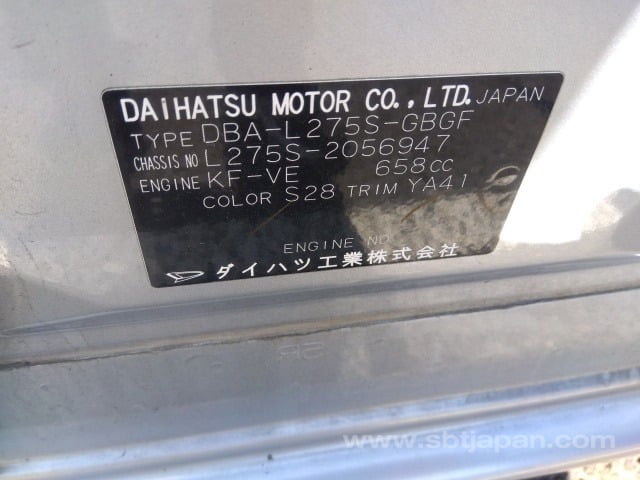 DAIHATSU MOTOR CO., LTD. JAPAN
TYPE DBA-L275S-GBGF
CHASSIS NO L275S-2056947
ENGINE KF-VE 658CC
COLOR S28 TRIM YA41
ENGINE NO
ダイハツ工業株式会社
www.sbtjapan.com